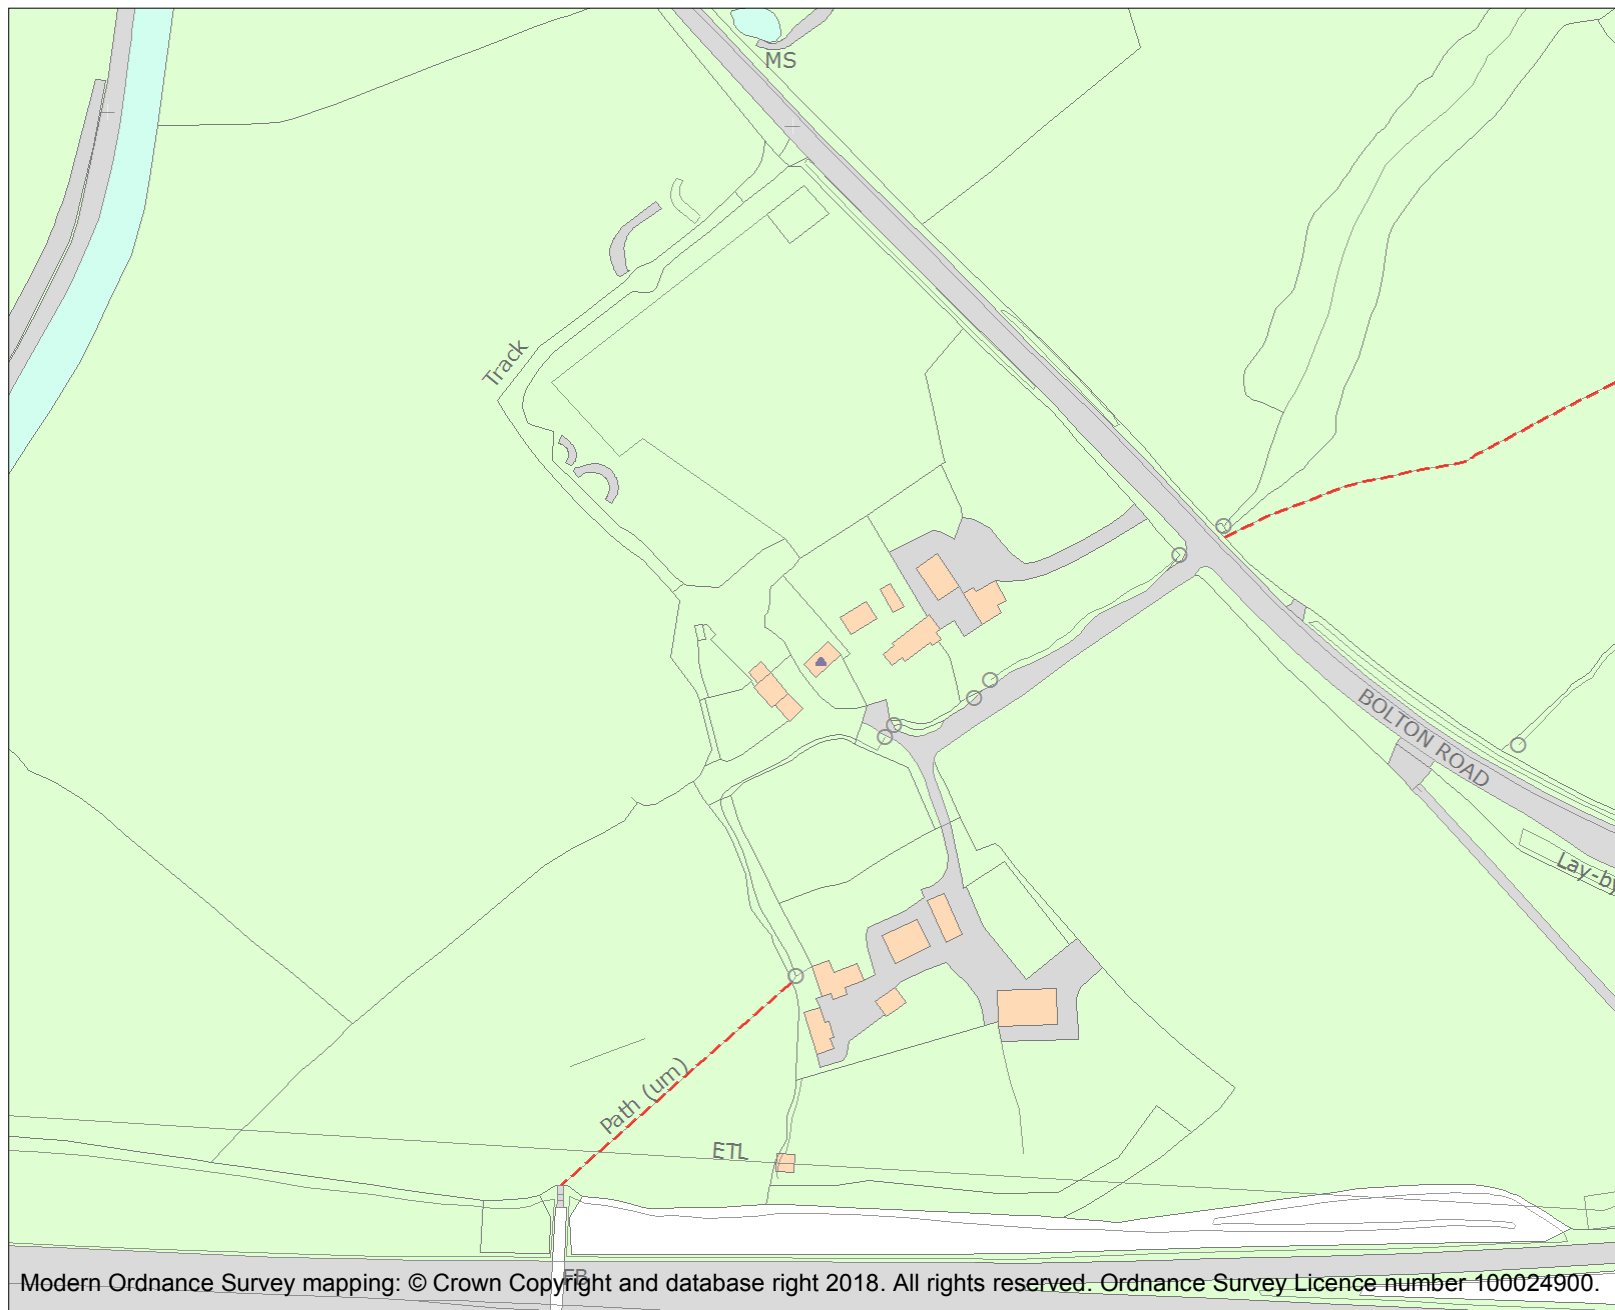 MS
Track
BOLTON ROAD
Lay-by
Path (um)
ETL
FB
Modern Ordnance Survey mapping: © Crown Copyright and database right 2018. All rights reserved. Ordnance Survey Licence number 100024900.